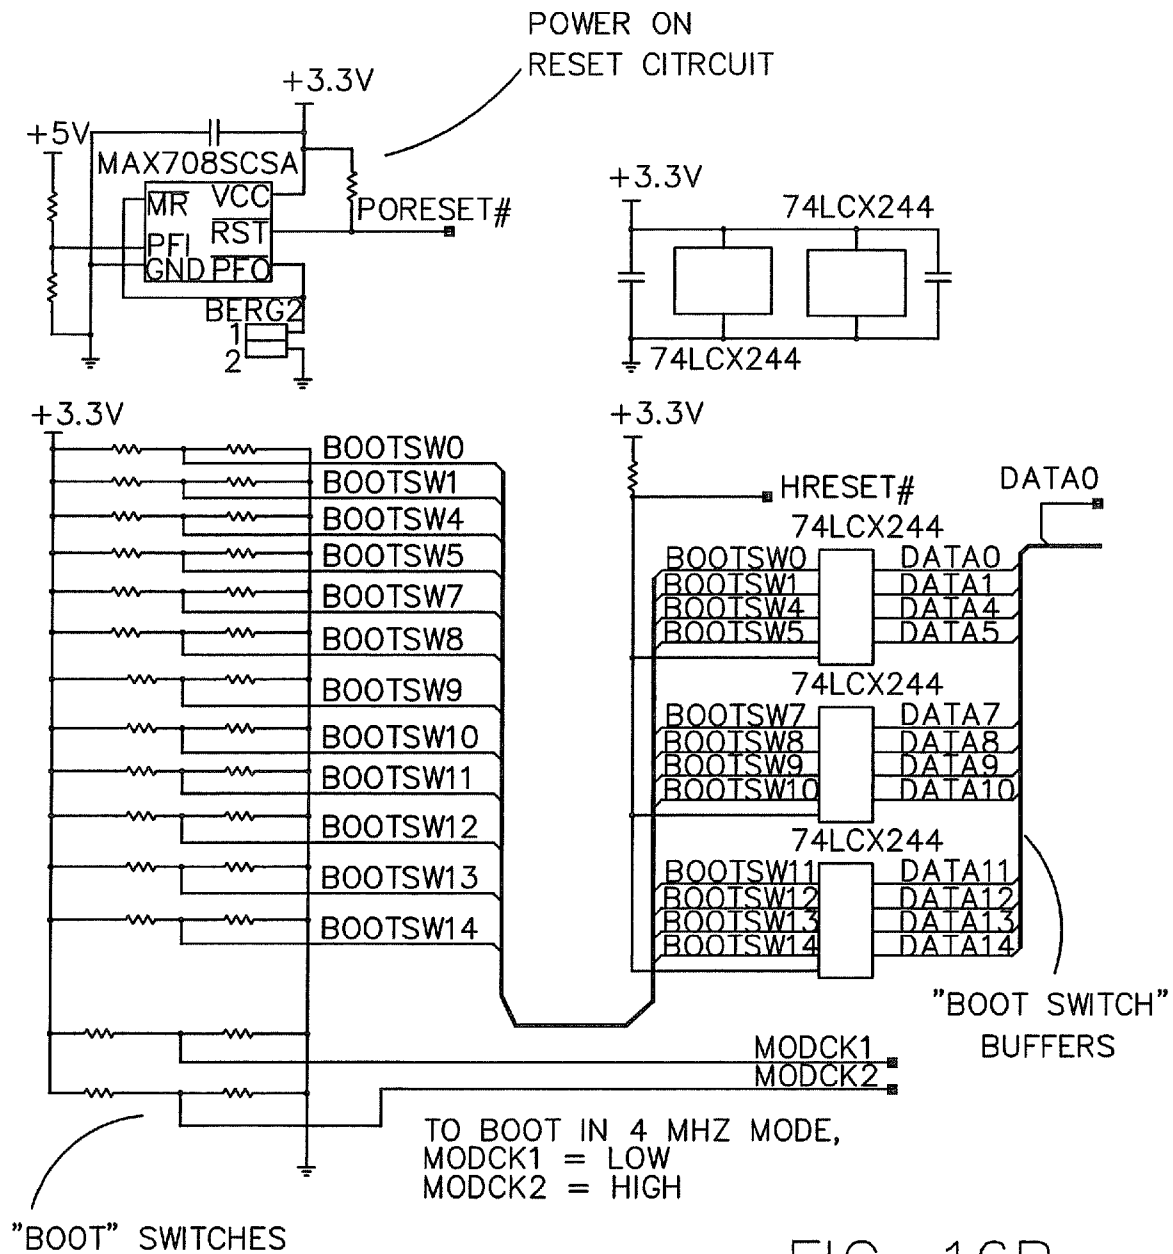 POWER ON
RESET CITRCUIT
+3.3V
+5V
MAX708SCSA
MR VCC
RST
PFI
GND PFO
PORESET#
BERG2
1
2
+3.3V
74LCX244
74LCX244
+3.3V
BOOTSW0
BOOTSW1
BOOTSW4
BOOTSW5
BOOTSW7
BOOTSW8
BOOTSW9
BOOTSW10
BOOTSW11
BOOTSW12
BOOTSW13
BOOTSW14
+3.3V
HRESET#
DATA0
74LCX244
BOOTSW0 DATA0
BOOTSW1 DATA1
BOOTSW4 DATA4
BOOTSW5 DATA5
74LCX244
BOOTSW7 DATA7
BOOTSW8 DATA8
BOOTSW9 DATA9
BOOTSW10 DATA10
74LCX244
BOOTSW11 DATA11
BOOTSW12 DATA12
BOOTSW13 DATA13
BOOTSW14 DATA14
"BOOT SWITCH"
BUFFERS
MODCK1
MODCK2
TO BOOT IN 4 MHZ MODE,
MODCK1 = LOW
MODCK2 = HIGH
"BOOT" SWITCHES